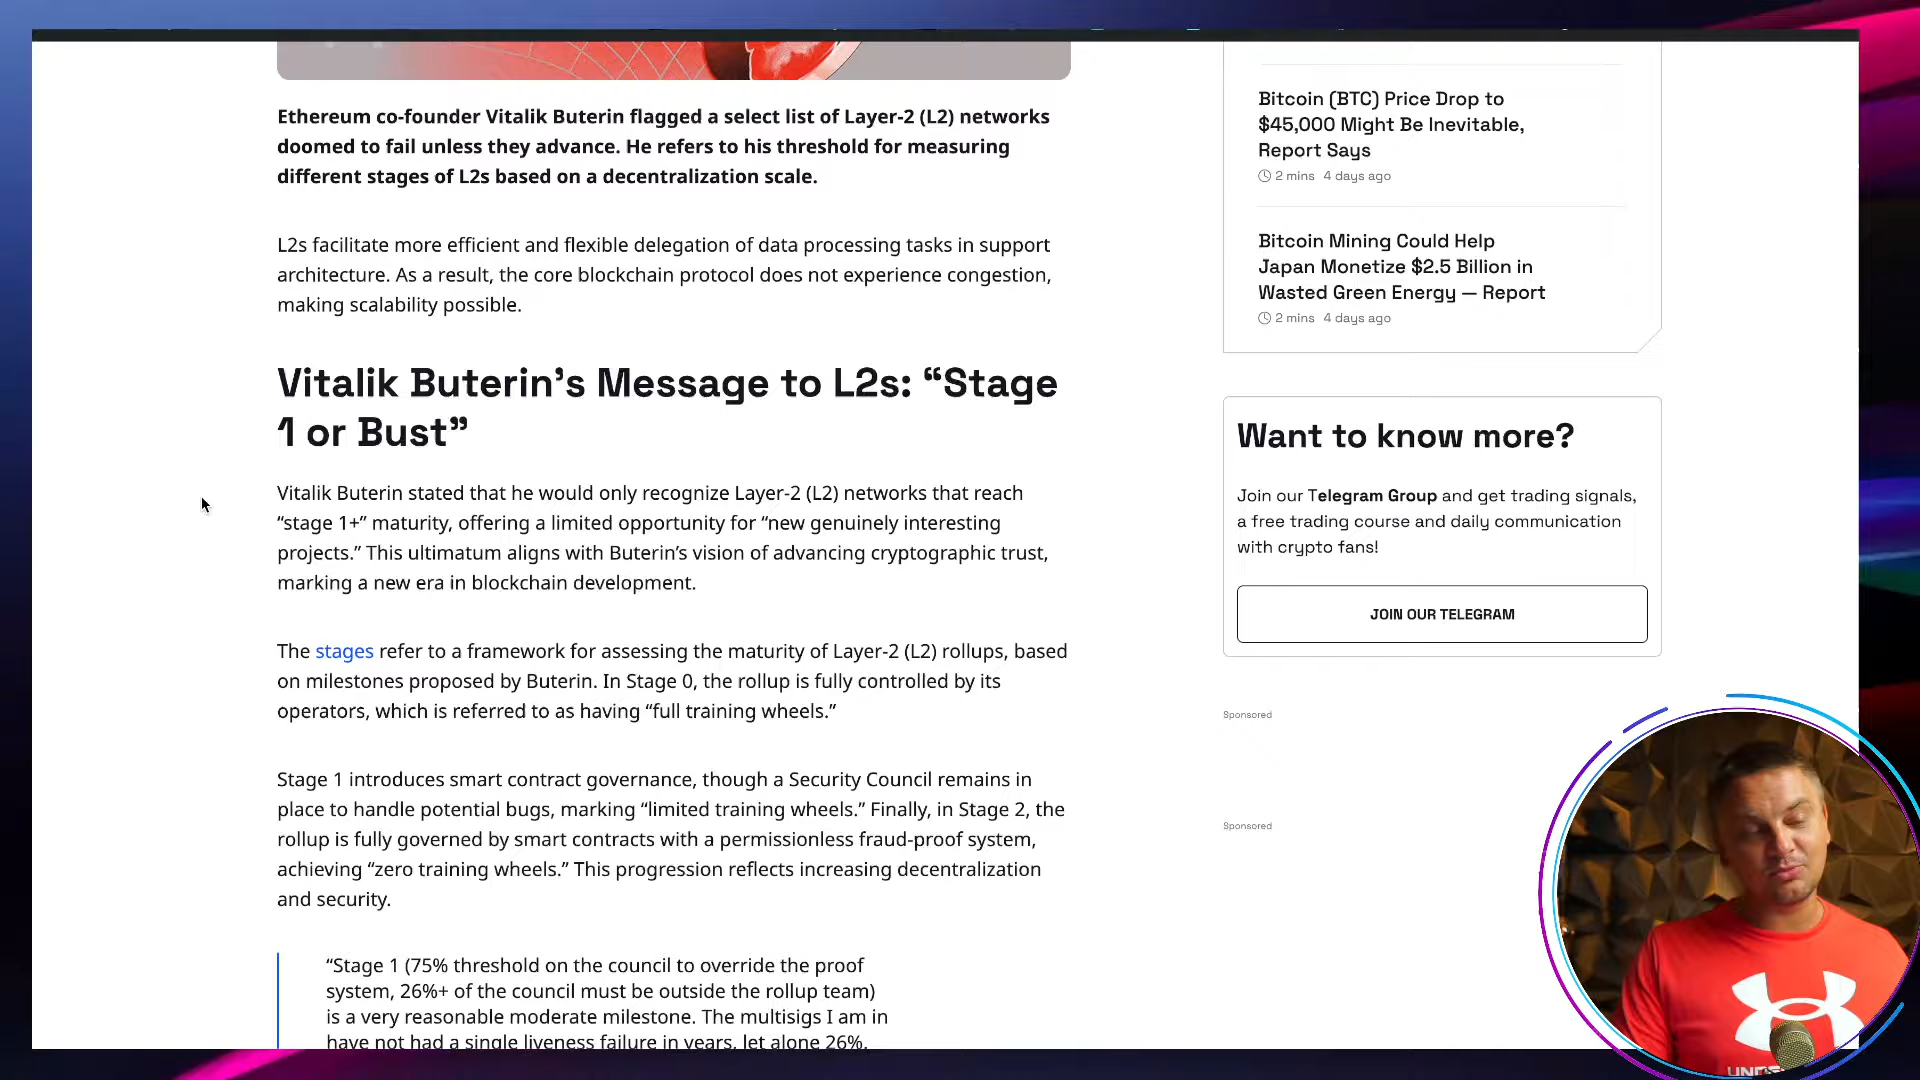 Ethereum co-founder Vitalik Buterin flagged a select list of Layer-2 (L2) networks
doomed to fail unless they advance. He refers to his threshold for measuring
different stages of L2s based on a decentralization scale.
L2s facilitate more efficient and flexible delegation of data processing tasks in support
architecture. As a result, the core blockchain protocol does not experience congestion,
making scalability possible.
Vitalik Buterin’s Message to L2s: “Stage
1 or Bust”
Vitalik Buterin stated that he would only recognize Layer-2 (L2) networks that reach
“stage 1+” maturity, offering a limited opportunity for “new genuinely interesting
projects.” This ultimatum aligns with Buterin’s vision of advancing cryptographic trust,
marking a new era in blockchain development.
The stages refer to a framework for assessing the maturity of Layer-2 (L2) rollups, based
on milestones proposed by Buterin. In Stage 0, the rollup is fully controlled by its
operators, which is referred to as having “full training wheels.”
Stage 1 introduces smart contract governance, though a Security Council remains in
place to handle potential bugs, marking “limited training wheels.” Finally, in Stage 2, the
rollup is fully governed by smart contracts with a permissionless fraud-proof system,
achieving “zero training wheels.” This progression reflects increasing decentralization
and security.
“Stage 1 (75% threshold on the council to override the proof
system, 26%+ of the council must be outside the rollup team)
is a very reasonable moderate milestone. The multisigs I am in
have not had a single liveness failure in years, let alone 26%.
Bitcoin (BTC) Price Drop to
$45,000 Might Be Inevitable,
Report Says
2 mins 4 days ago
Bitcoin Mining Could Help
Japan Monetize $2.5 Billion in
Wasted Green Energy — Report
2 mins 4 days ago
Want to know more?
Join our Telegram Group and get trading signals,
a free trading course and daily communication
with crypto fans!
JOIN OUR TELEGRAM
Sponsored
Sponsored